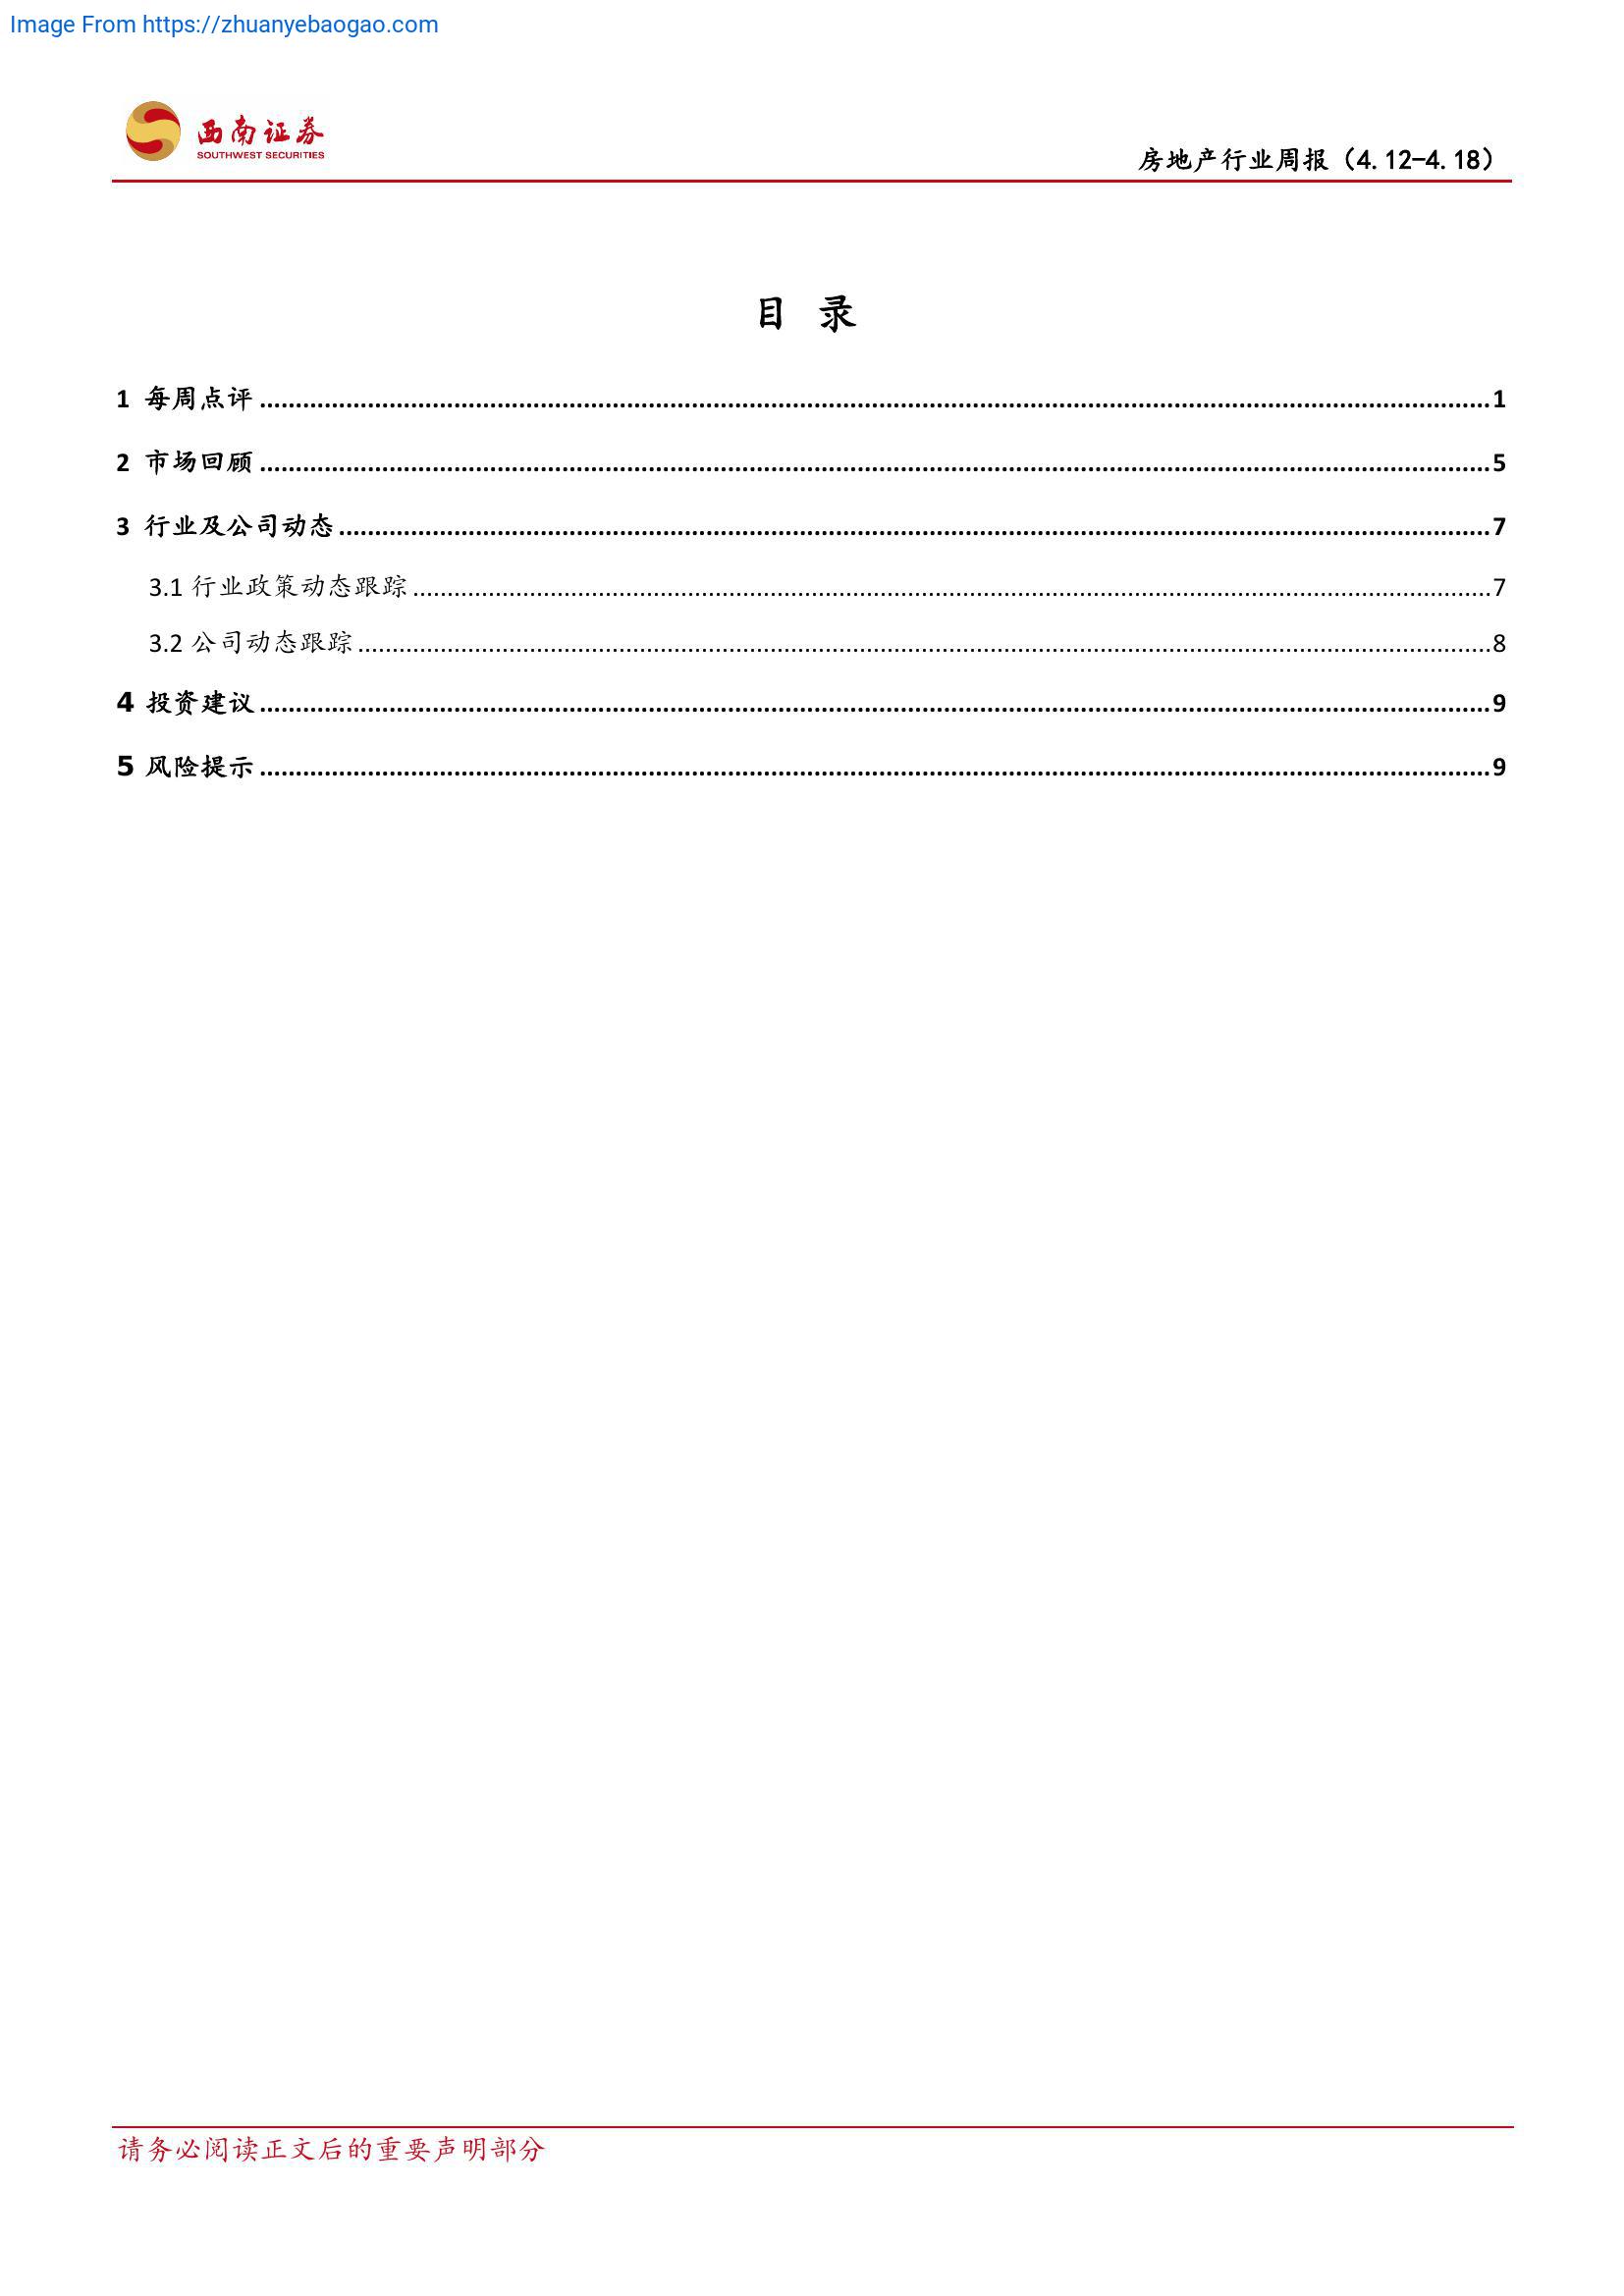 Image From https://zhuanyebaogao.com
西南证券
SOUTHWEST SECURITIES
房地产行业周报（4.12-4.18）
目 录
1 每周点评........1
2 市场回顾........5
3 行业及公司动态........7
3.1 行业政策动态跟踪........7
3.2 公司动态跟踪........8
4 投资建议........9
5 风险提示........9
请务必阅读正文后的重要声明部分